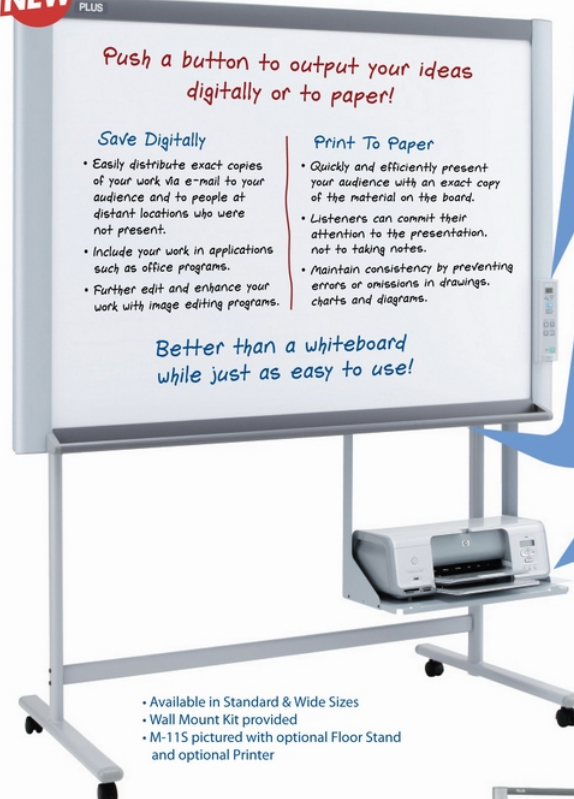 NEW
PLUS
Push a button to output your ideas
digitally or to paper!
Save Digitally
• Easily distribute exact copies
of your work via e-mail to your
audience and to people at
distant locations who were
not present.
• Include your work in applications
such as office programs.
• Further edit and enhance your
work with image editing programs.
Print To Paper
• Quickly and efficiently present
your audience with an exact copy
of the material on the board.
• Listeners can commit their
attention to the presentation,
not to taking notes.
• Maintain consistency by preventing
errors or omissions in drawings,
charts and diagrams.
Better than a whiteboard
while just as easy to use!
hp
• Available in Standard & Wide Sizes
• Wall Mount Kit provided
• M-11S pictured with optional Floor Stand
and optional Printer